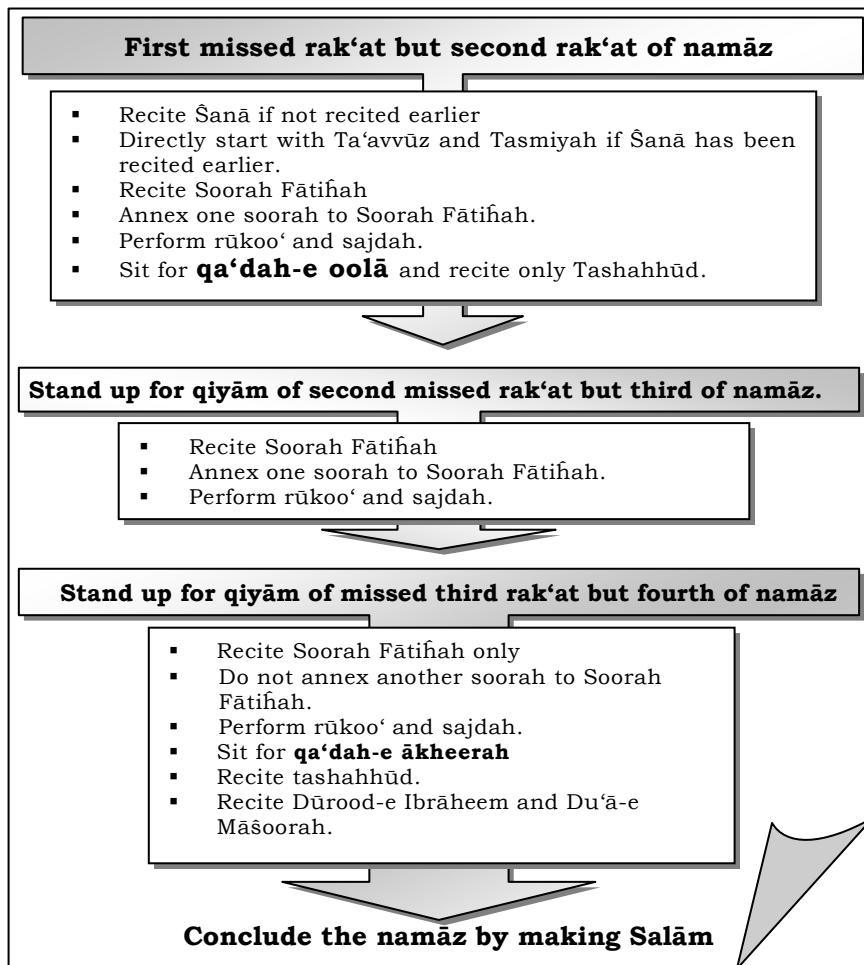 First missed rak‘at but second rak‘at of namāz
▪ Recite Ŝanā if not recited earlier
▪ Directly start with Ta‘avvūz and Tasmiyah if Ŝanā has been
recited earlier.
▪ Recite Soorah Fātiĥah
▪ Annex one soorah to Soorah Fātiĥah.
▪ Perform rūkoo‘ and sajdah.
▪ Sit for qa‘dah-e oolā and recite only Tashahhūd.
Stand up for qiyām of second missed rak‘at but third of namāz.
▪ Recite Soorah Fātiĥah
▪ Annex one soorah to Soorah Fātiĥah.
▪ Perform rūkoo‘ and sajdah.
Stand up for qiyām of missed third rak‘at but fourth of namāz
▪ Recite Soorah Fātiĥah only
▪ Do not annex another soorah to Soorah
Fātiĥah.
▪ Perform rūkoo‘ and sajdah.
▪ Sit for qa‘dah-e ākheerah
▪ Recite tashahhūd.
▪ Recite Dūrood-e Ibrāheem and Du‘ā-e
Māŝoorah.
Conclude the namāz by making Salām